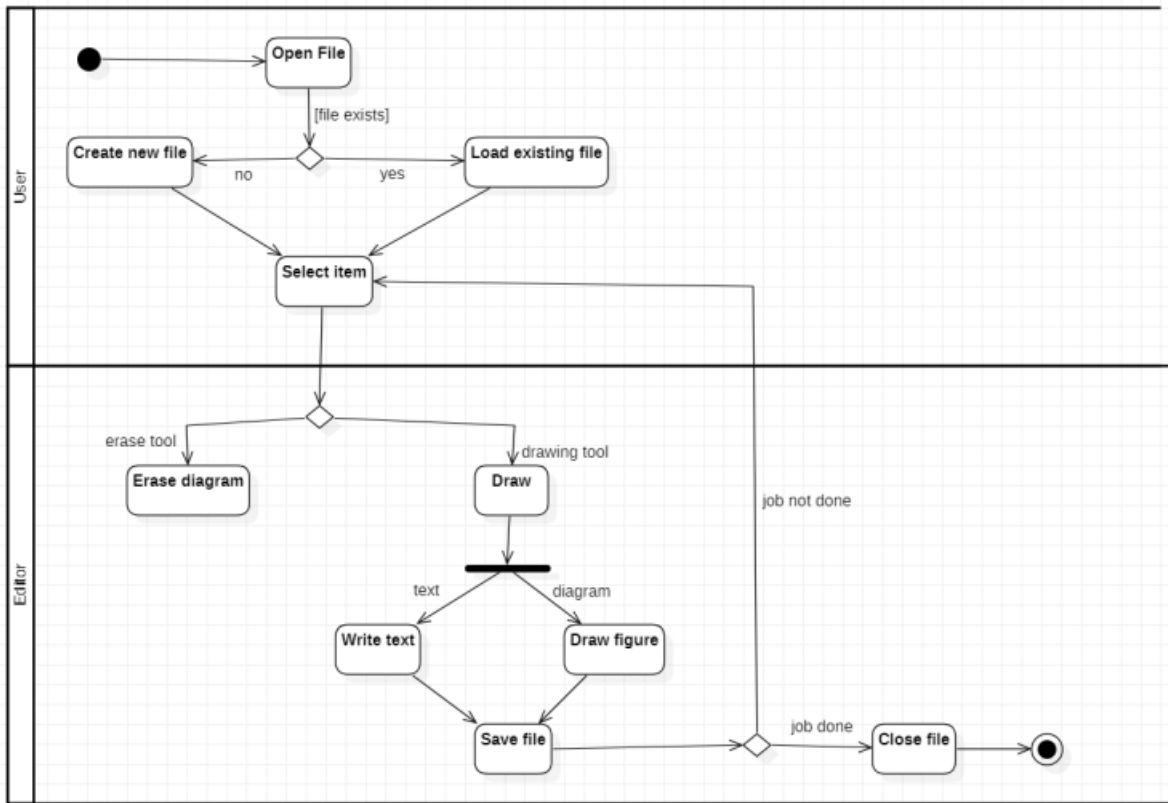 Open File
[file exists]
Create new file
Load existing file
no
yes
User
Select item
erase tool
drawing tool
Erase diagram
Draw
job not done
Editor
text
diagram
Write text
Draw figure
Save file
job done
Close file